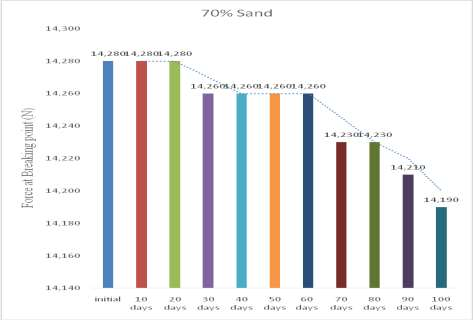 70% Sand
14,300
14,280
14,260
14,240
14,220
14,200
14,180
14,160
14,140
Force at Breaking point (N)
14,280 14,280 14,280
14,260 14,260 14,260 14,260
14,230 14,230
14,210
14,190
initial 10 20 30 40 50 60 70 80 90 100
days days days days days days days days days days